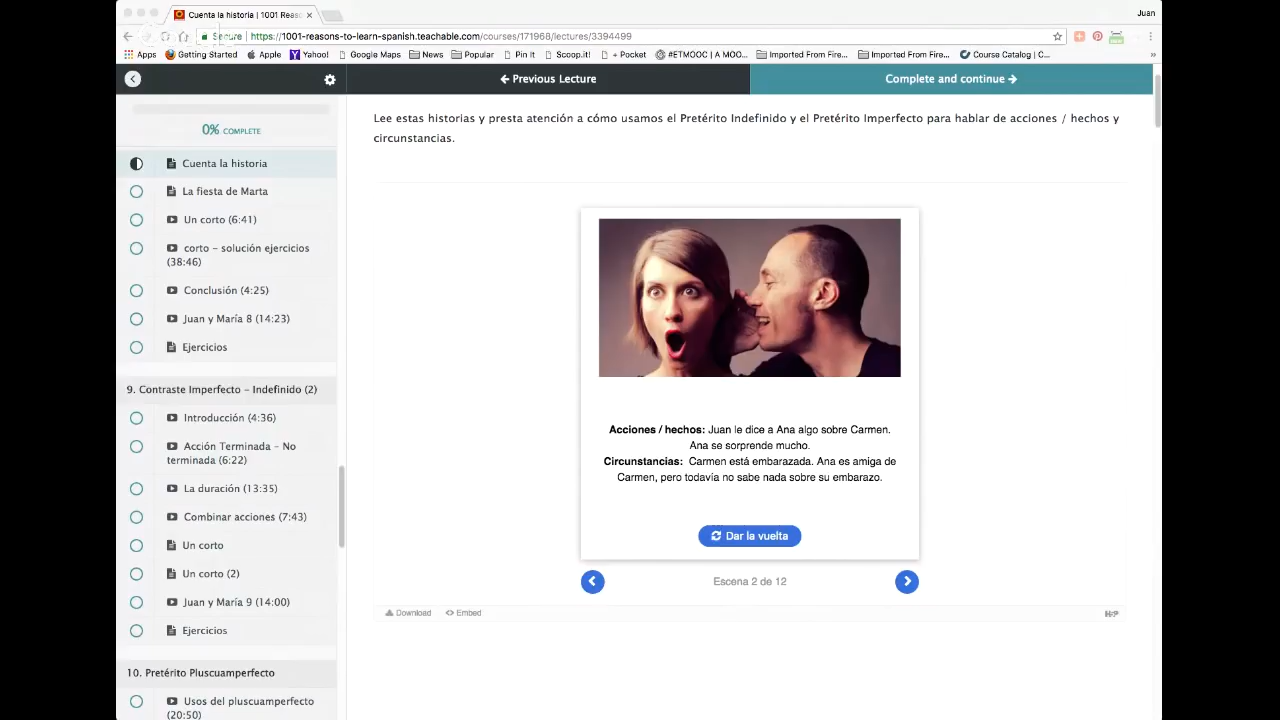 Cuenta la historia | 1001 Reaso
Juan
Secure
https://1001-reasons-to-learn-spanish.teachable.com/courses/171968/lectures/3394499
Apps Getting Started Apple Yahoo! Google Maps News Popular Pin It Scoop.it! + Pocket #ETMOOC | A MOO... Imported From Fire... Imported From Fire... Course Catalog | C... »
← Previous Lecture
Complete and continue →
0% COMPLETE
Cuenta la historia
La fiesta de Marta
Un corto (6:41)
corto – solución ejercicios
(38:46)
Conclusión (4:25)
Juan y María 8 (14:23)
Ejercicios
9. Contraste Imperfecto – Indefinido (2)
Introducción (4:36)
Acción Terminada – No
terminada (6:22)
La duración (13:35)
Combinar acciones (7:43)
Un corto
Un corto (2)
Juan y María 9 (14:00)
Ejercicios
10. Pretérito Pluscuamperfecto
Usos del pluscuamperfecto
(20:50)
Lee estas historias y presta atención a cómo usamos el Pretérito Indefinido y el Pretérito Imperfecto para hablar de acciones / hechos y
circunstancias.
Acciones / hechos: Juan le dice a Ana algo sobre Carmen.
Ana se sorprende mucho.
Circunstancias: Carmen está embarazada. Ana es amiga de
Carmen, pero todavía no sabe nada sobre su embarazo.
Dar la vuelta
Escena 2 de 12
Download <> Embed
H5P